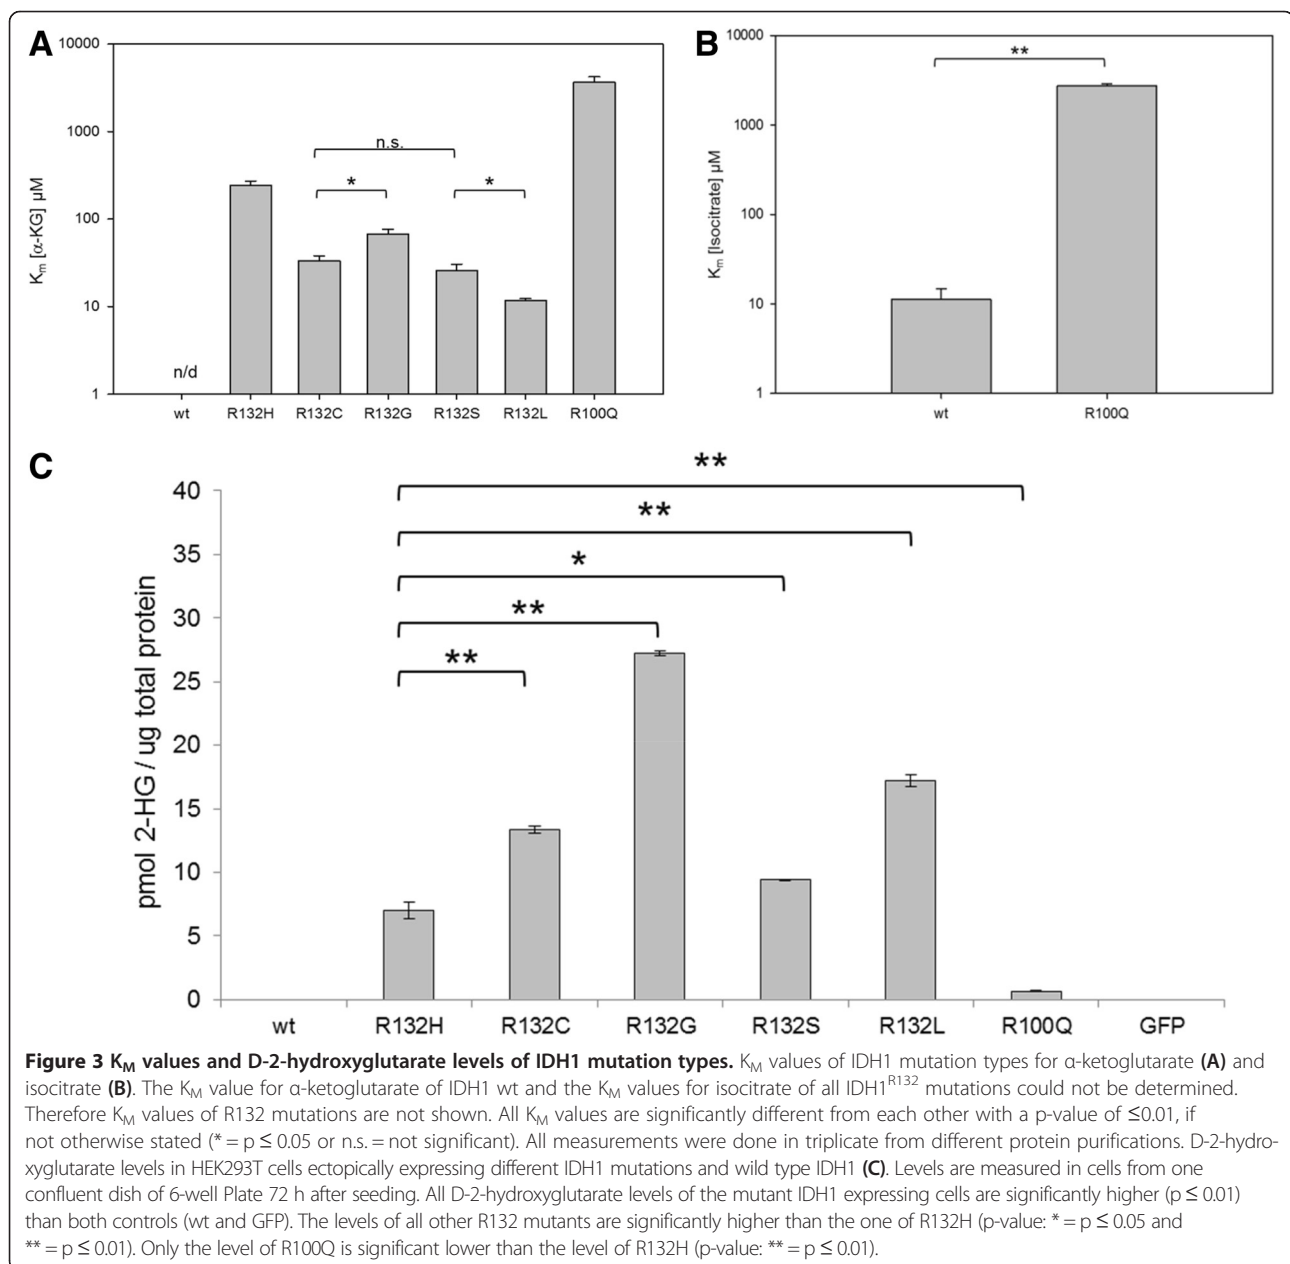 A
10000
1000
100
10
1
K_m [α-KG] µM
n/d
n.s.
*
*
wt R132H R132C R132G R132S R132L R100Q
B
10000
1000
100
10
1
K_m [Isocitrate] µM
**
wt R100Q
C
40
35
30
25
20
15
10
5
0
pmol 2-HG / ug total protein
**
**
*
**
**
wt R132H R132C R132G R132S R132L R100Q GFP
Figure 3 K_M values and D-2-hydroxyglutarate levels of IDH1 mutation types. K_M values of IDH1 mutation types for α-ketoglutarate (A) and
isocitrate (B). The K_M value for α-ketoglutarate of IDH1 wt and the K_M values for isocitrate of all IDH1^R132 mutations could not be determined.
Therefore K_M values of R132 mutations are not shown. All K_M values are significantly different from each other with a p-value of ≤0.01, if
not otherwise stated (* = p ≤ 0.05 or n.s. = not significant). All measurements were done in triplicate from different protein purifications. D-2-hydro-
xyglutarate levels in HEK293T cells ectopically expressing different IDH1 mutations and wild type IDH1 (C). Levels are measured in cells from one
confluent dish of 6-well Plate 72 h after seeding. All D-2-hydroxyglutarate levels of the mutant IDH1 expressing cells are significantly higher (p ≤ 0.01)
than both controls (wt and GFP). The levels of all other R132 mutants are significantly higher than the one of R132H (p-value: * = p ≤ 0.05 and
** = p ≤ 0.01). Only the level of R100Q is significant lower than the level of R132H (p-value: ** = p ≤ 0.01).